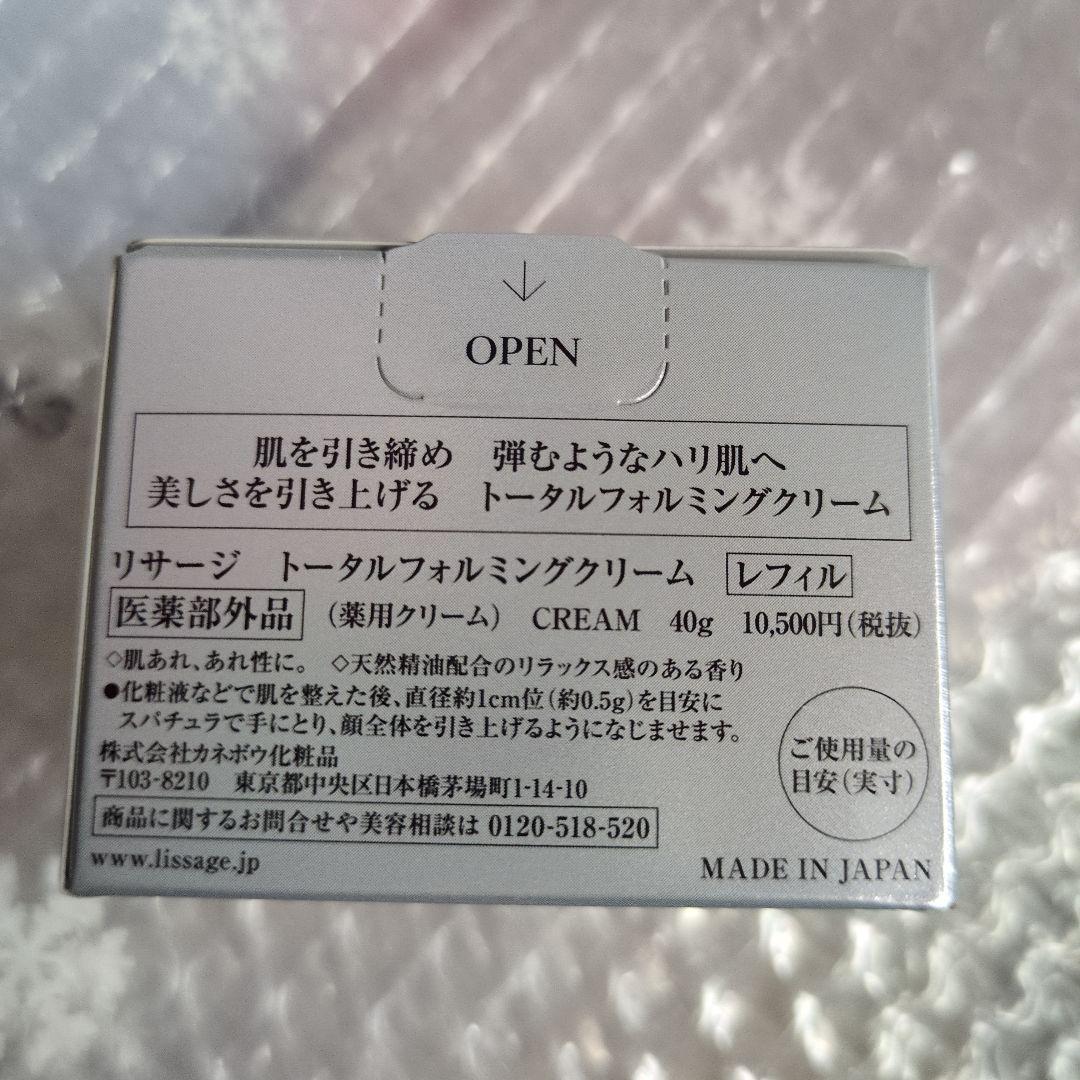 OPEN
肌を引き締め　弾むようなハリ肌へ
美しさを引き上げる　トータルフォルミングクリーム
リサージ　トータルフォルミングクリーム　レフィル
医薬部外品　（薬用クリーム）　CREAM　40g　10,500円（税抜）
◇肌あれ、あれ性に。　◇天然精油配合のリラックス感のある香り
●化粧液などで肌を整えた後、直径約1cm位（約0.5g）を目安に
スパチュラで手にとり、顔全体を引き上げるようになじませます。
ご使用量の
目安（実寸）
株式会社カネボウ化粧品
〒103-8210　東京都中央区日本橋茅場町1-14-10
商品に関するお問合せや美容相談は 0120-518-520
www.lissage.jp
MADE IN JAPAN